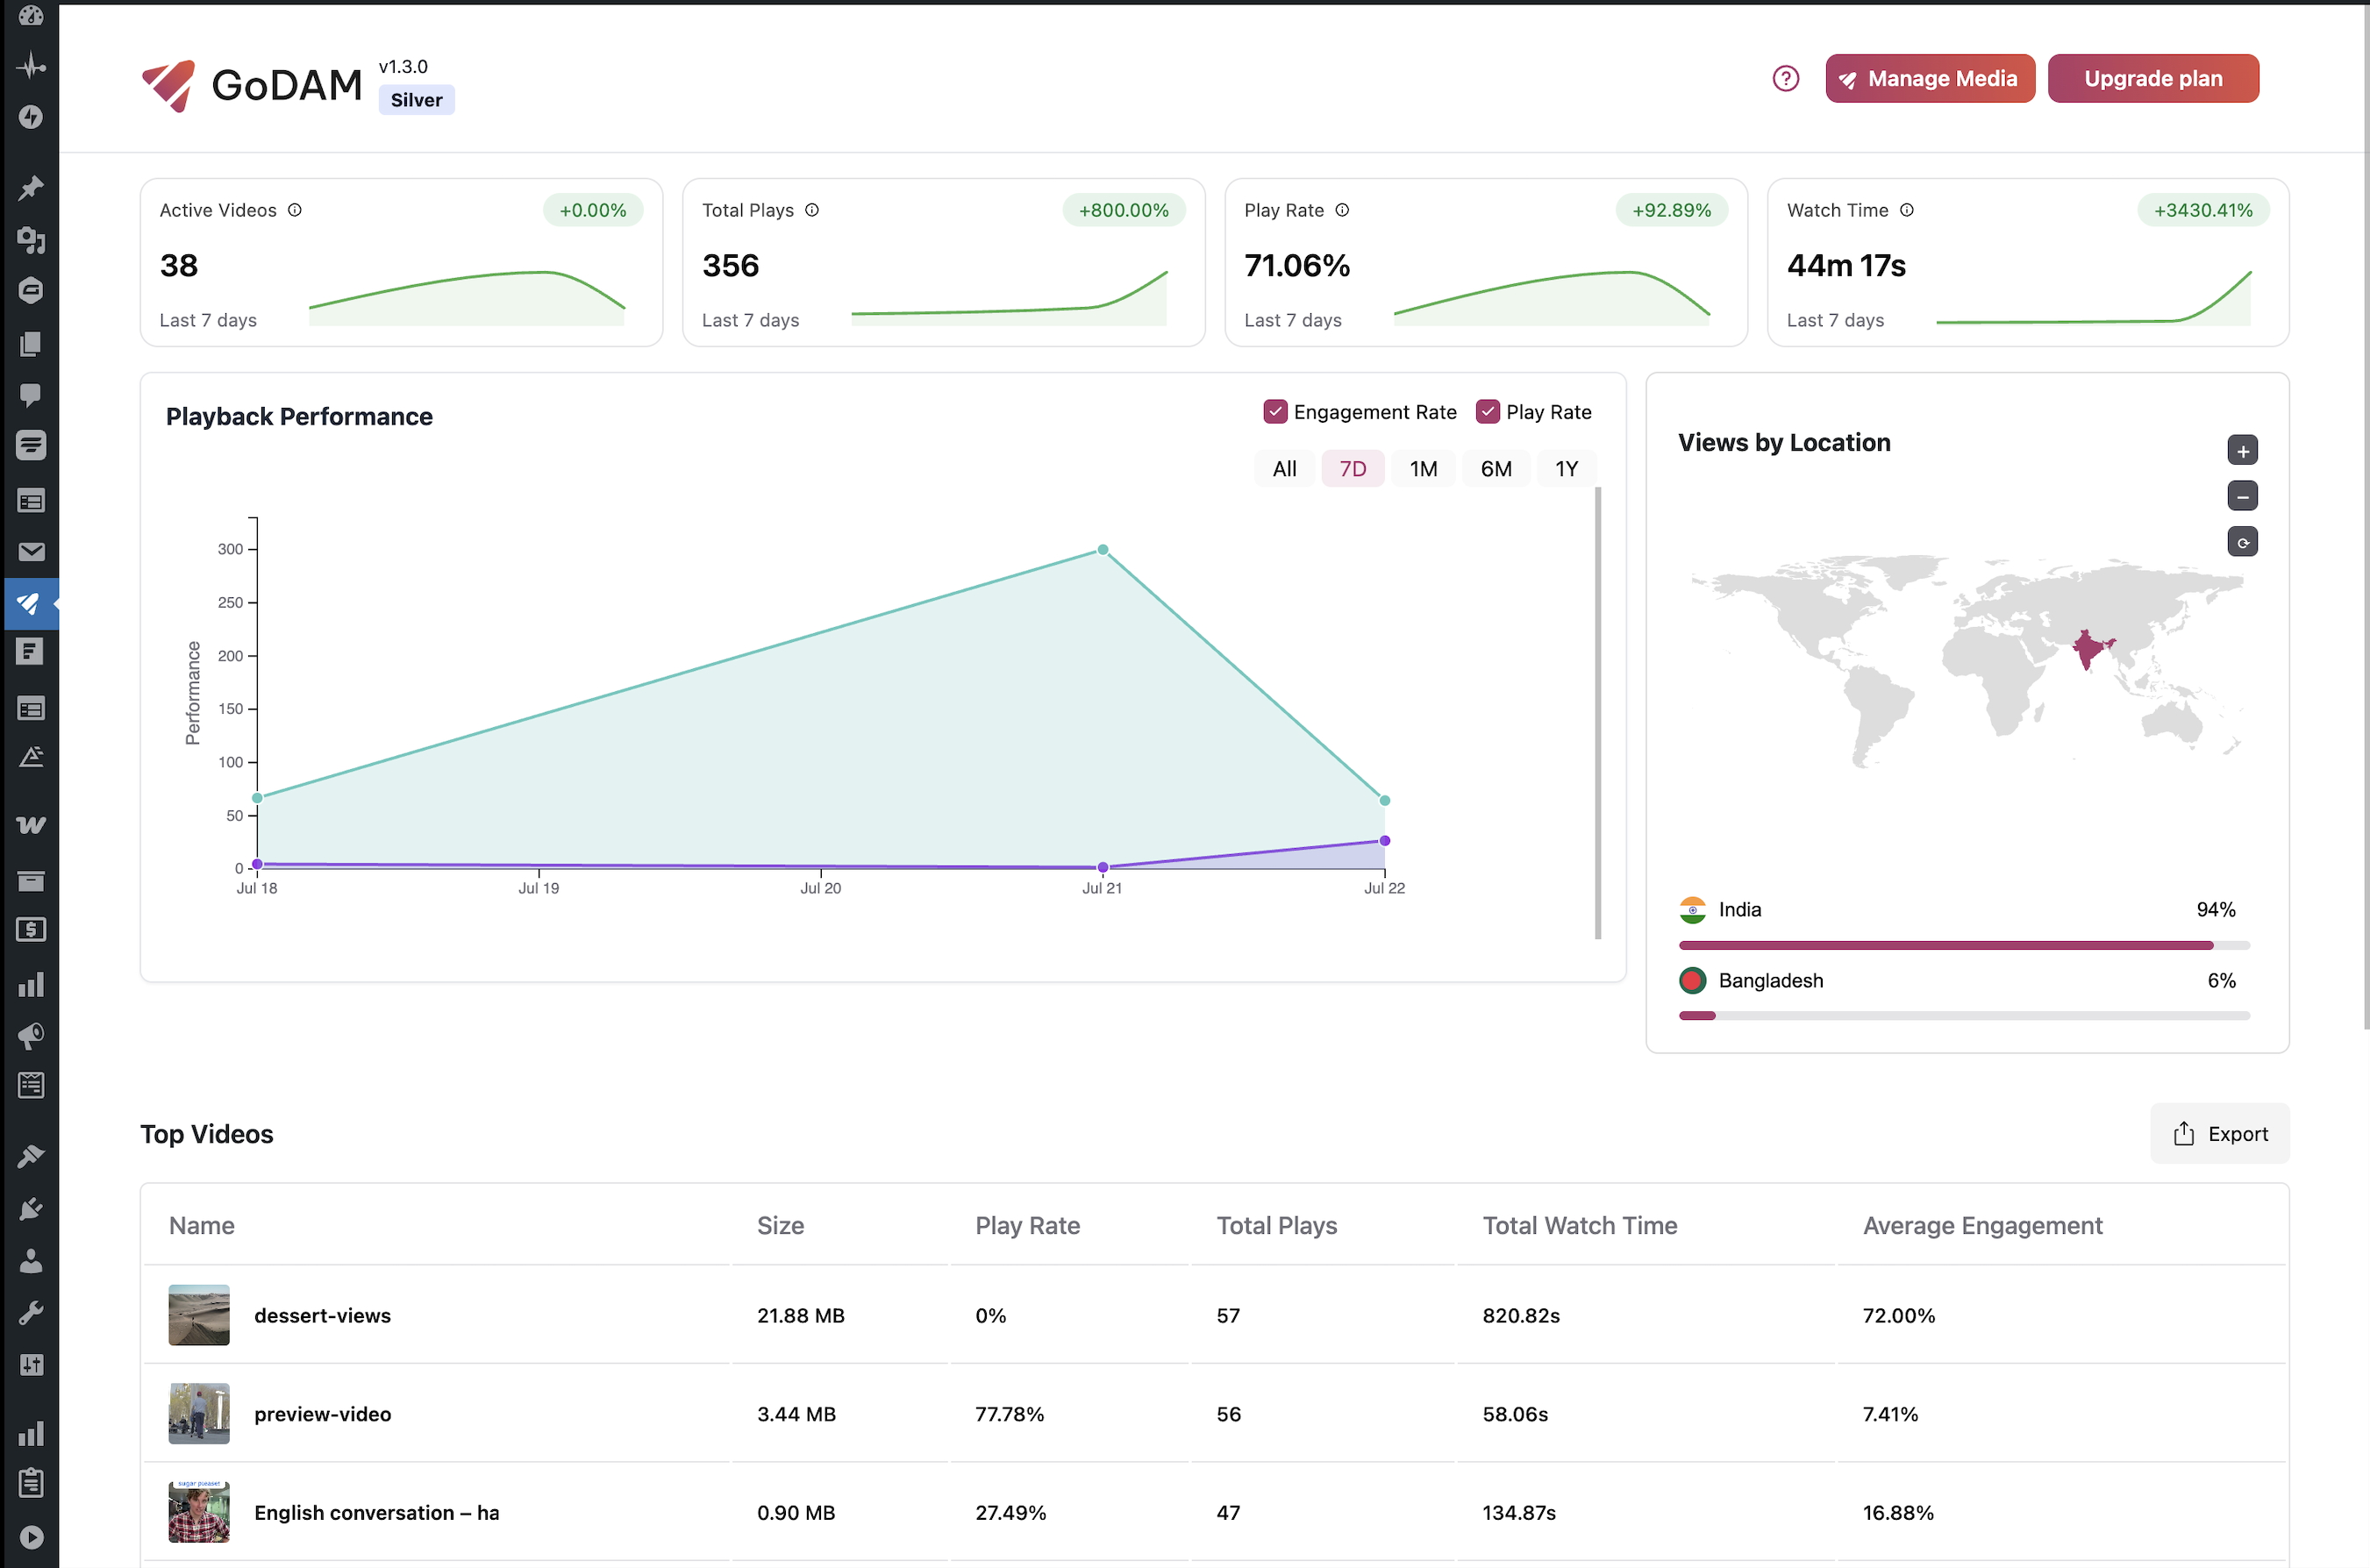 GoDAM
v1.3.0
Silver
?
Manage Media
Upgrade plan
Active Videos
+0.00%
38
Last 7 days
Total Plays
+800.00%
356
Last 7 days
Play Rate
+92.89%
71.06%
Last 7 days
Watch Time
+3430.41%
44m 17s
Last 7 days
Playback Performance
Engagement Rate
Play Rate
All
7D
1M
6M
1Y
Performance
300
250
200
150
100
50
0
Jul 18
Jul 19
Jul 20
Jul 21
Jul 22
Views by Location
+
−
India
94%
Bangladesh
6%
Top Videos
Export
Name
Size
Play Rate
Total Plays
Total Watch Time
Average Engagement
dessert-views
21.88 MB
0%
57
820.82s
72.00%
preview-video
3.44 MB
77.78%
56
58.06s
7.41%
sugar please!
English conversation – ha
0.90 MB
27.49%
47
134.87s
16.88%